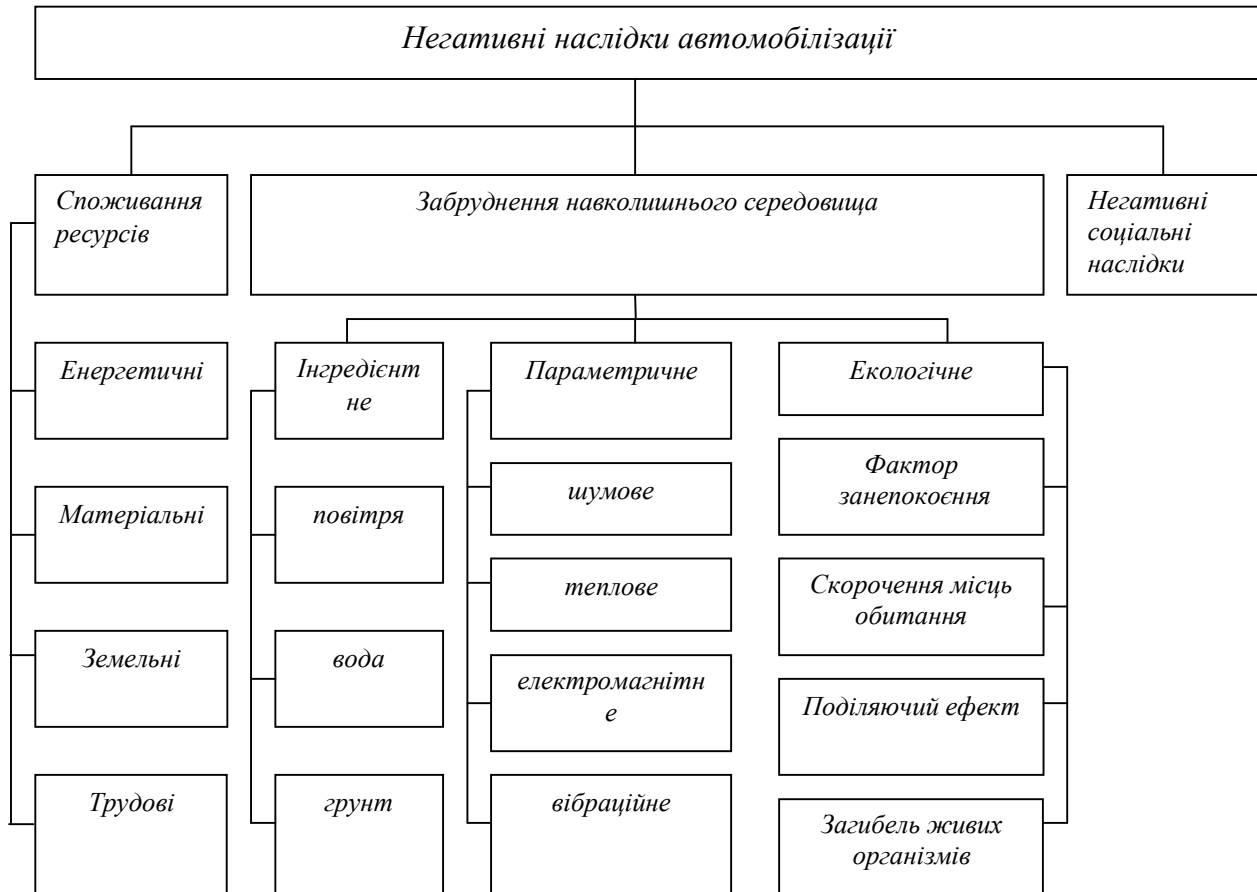 Негативні наслідки автомобілізації
Споживання
ресурсів
Забруднення навколишнього середовища
Негативні
соціальні
наслідки
Енергетичні
Інгредієнт
не
Параметричне
Екологічне
Фактор
занепокоєння
Матеріальні
повітря
шумове
теплове
Скорочення місць
обитання
Земельні
вода
електромагнітн
е
Поділяючий ефект
Трудові
грунт
вібраційне
Загибель живих
організмів